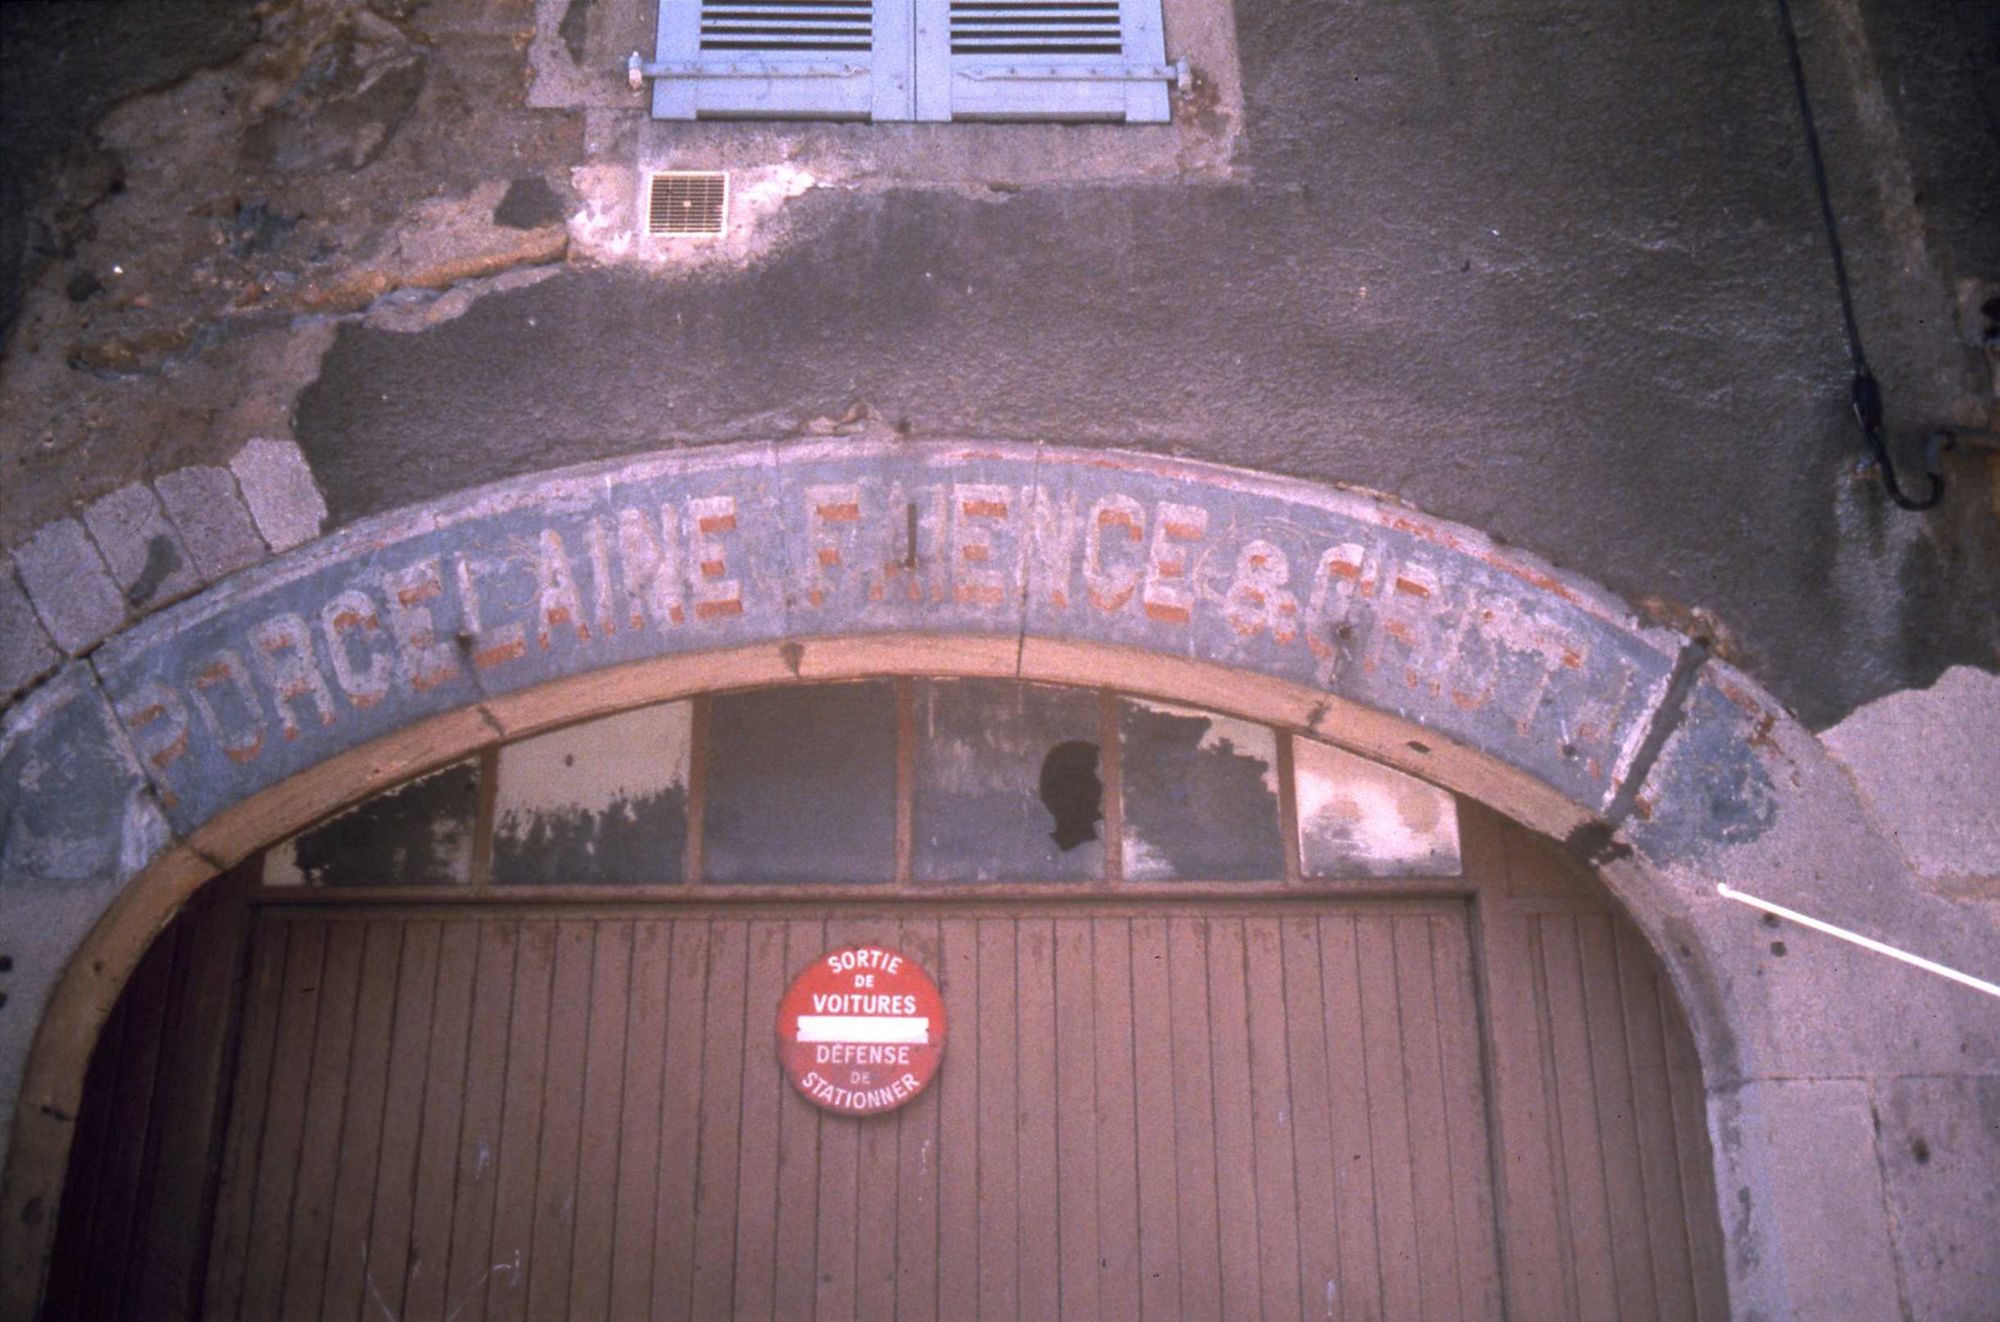 PORCELAINE FAIENCE &
SORTIE
DE
VOITURES
DÉFENSE
DE
STATIONNER